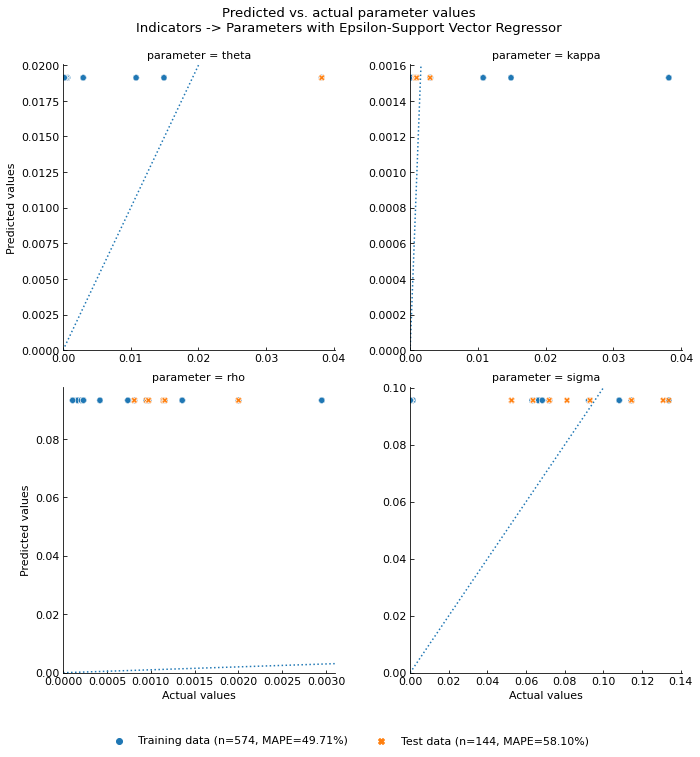 Predicted vs. actual parameter values
Indicators -> Parameters with Epsilon-Support Vector Regressor
parameter = theta
0.0200
0.0175
0.0150
0.0125
0.0100
0.0075
0.0050
0.0025
0.0000
Predicted values
0.00 0.01 0.02 0.03 0.04
parameter = kappa
0.0016
0.0014
0.0012
0.0010
0.0008
0.0006
0.0004
0.0002
0.0000
0.00 0.01 0.02 0.03 0.04
parameter = rho
0.08
0.06
0.04
0.02
0.00
Predicted values
0.0000 0.0005 0.0010 0.0015 0.0020 0.0025 0.0030
Actual values
parameter = sigma
0.10
0.08
0.06
0.04
0.02
0.00
0.00 0.02 0.04 0.06 0.08 0.10 0.12 0.14
Actual values
Training data (n=574, MAPE=49.71%)
Test data (n=144, MAPE=58.10%)